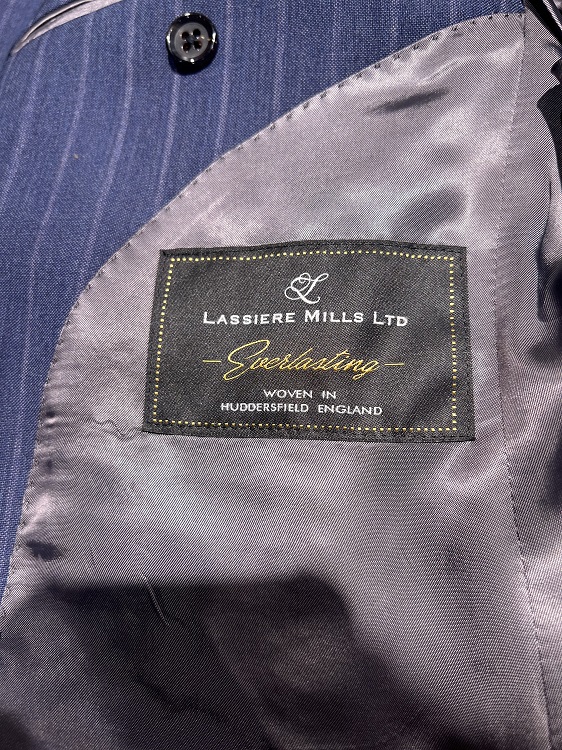 L
LASSIERE MILLS LTD
Everlasting
WOVEN IN
HUDDERSFIELD ENGLAND